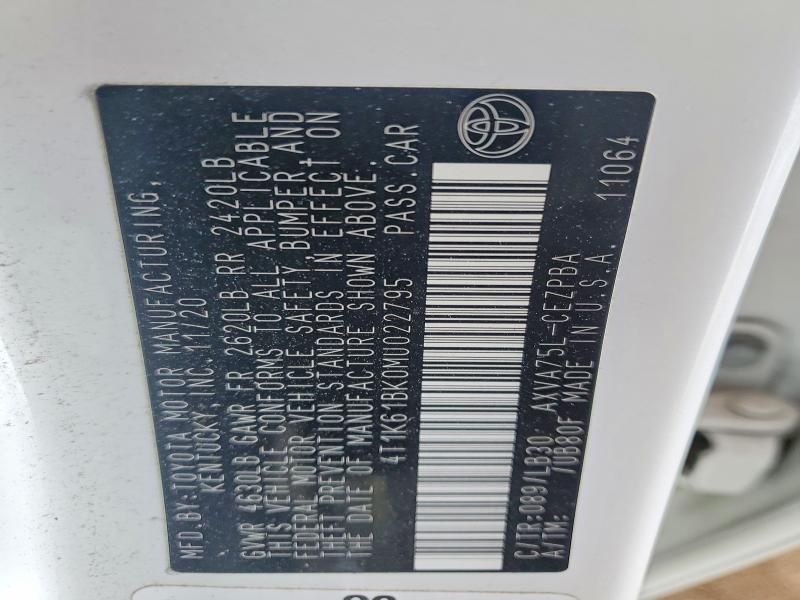 MFD.BY:TOYOTA MOTOR MANUFACTURING,
KENTUCKY, INC. 11/20
GVWR 4630LB GAWR FR 2620LB RR 2420LB
THIS VEHICLE CONFORMS TO ALL APPLICABLE
FEDERAL MOTOR VEHICLE SAFETY, BUMPER, AND
THEFT PREVENTION STANDARDS IN EFFECT ON
THE DATE OF MANUFACTURE SHOWN ABOVE.
4T1K61BK0MU022795 PASS.CAR
C/TR:089/LB30 AXVA75L-CEZPBA
A/TM: /UB80F MADE IN U.S.A. 11064